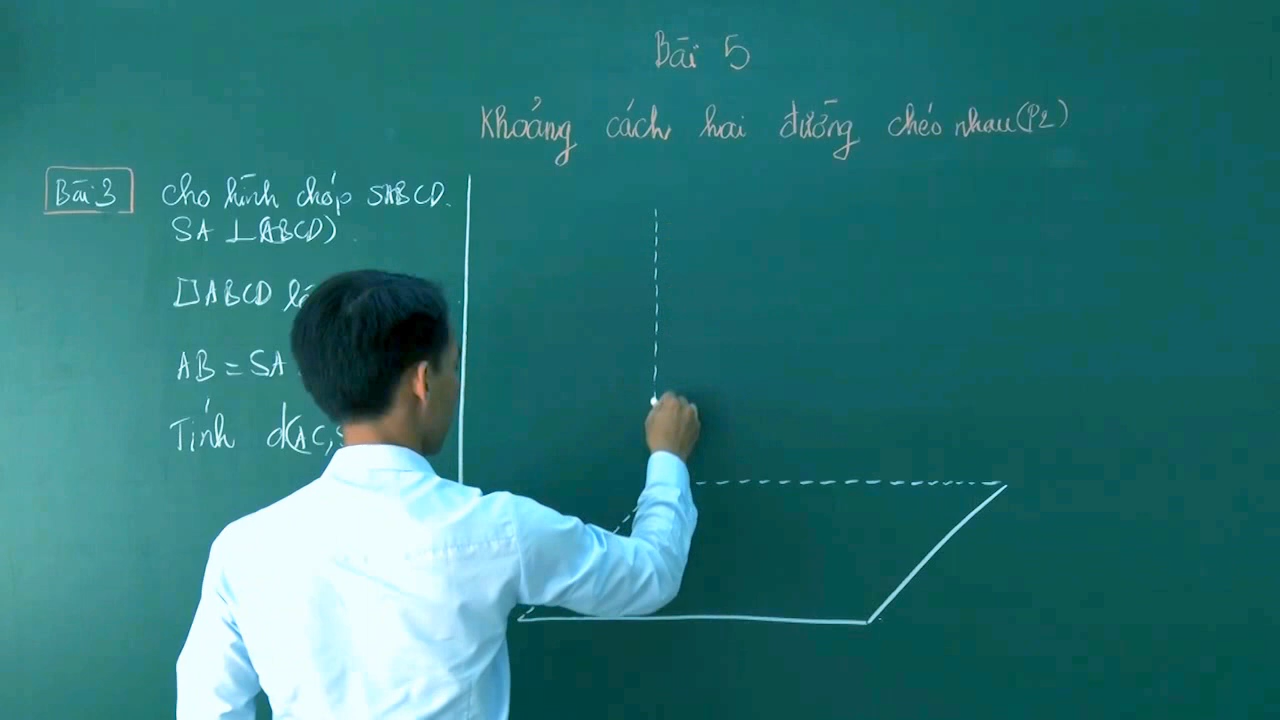 Bài 5
Khoảng cách hai đường chéo nhau (P2)
Bài 3
Cho hình chóp SABCD.
SA ⊥ (ABCD).
□ABCD
AB = SA
Tính d(AC,